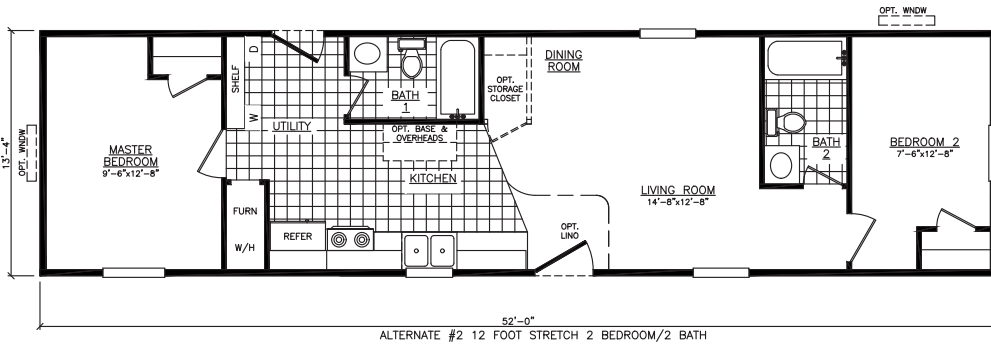 OPT. WNDW
13'-4"
OPT. WNDW
MASTER
BEDROOM
9'-6"x12'-8"
SHELF
W D
UTILITY
BATH
1
OPT. BASE &
OVERHEADS
KITCHEN
FURN
W/H
REFER
DINING
ROOM
OPT.
STORAGE
CLOSET
LIVING ROOM
14'-8"x12'-8"
OPT.
LINO
BATH
2
BEDROOM 2
7'-6"x12'-8"
52'-0"
ALTERNATE #2 12 FOOT STRETCH 2 BEDROOM/2 BATH